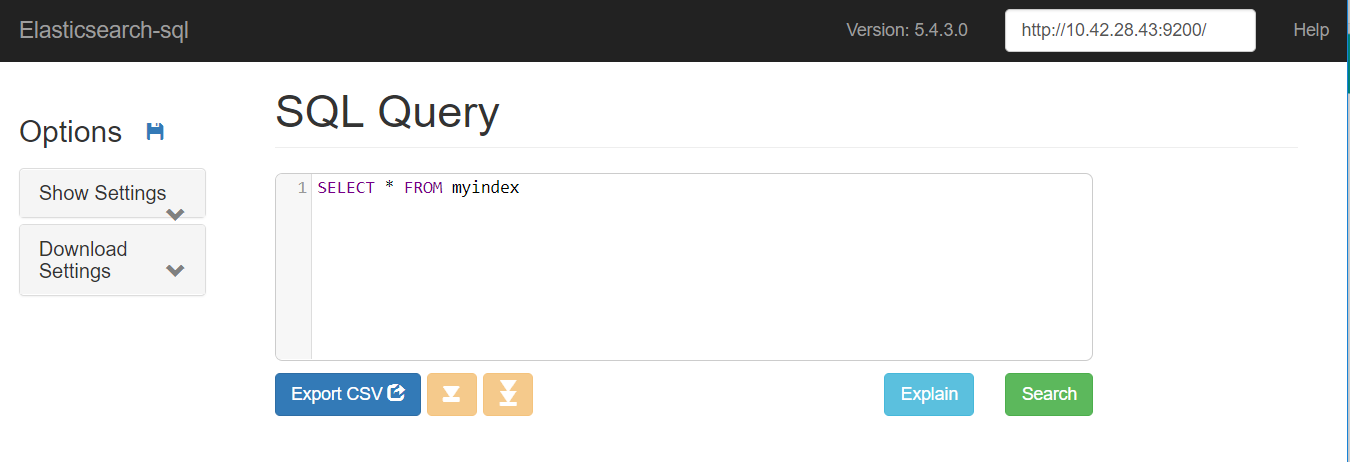 Elasticsearch-sql
Version: 5.4.3.0
http://10.42.28.43:9200/
Help
Options
Show Settings
Download
Settings
SQL Query
1
SELECT * FROM myindex
Export CSV
Explain
Search